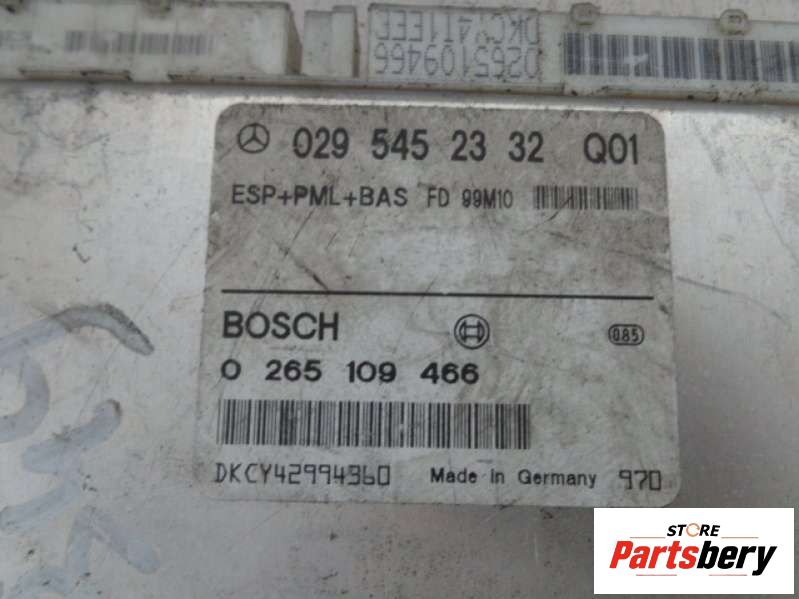 DKCY4T1EEE
0265109466
029 545 23 32 Q01
ESP+PML+BAS FD 99M10
BOSCH
085
0 265 109 466
DKCY42994360 Made in Germany 970
STORE
Partsbery